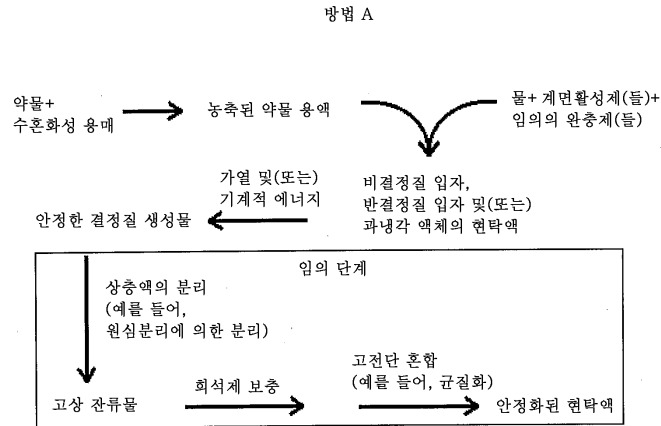 방법 A
약물+
수혼화성 용매
농축된 약물 용액
물+ 계면활성제(들)+
임의의 완충제(들)
비결정질 입자,
반결정질 입자 및(또는)
과냉각 액체의 현탁액
가열 및(또는)
기계적 에너지
안정한 결정질 생성물
임의 단계
상층액의 분리
(예를 들어,
원심분리에 의한 분리)
고상 잔류물
희석제 보충
고전단 혼합
(예를 들어, 균질화)
안정화된 현탁액